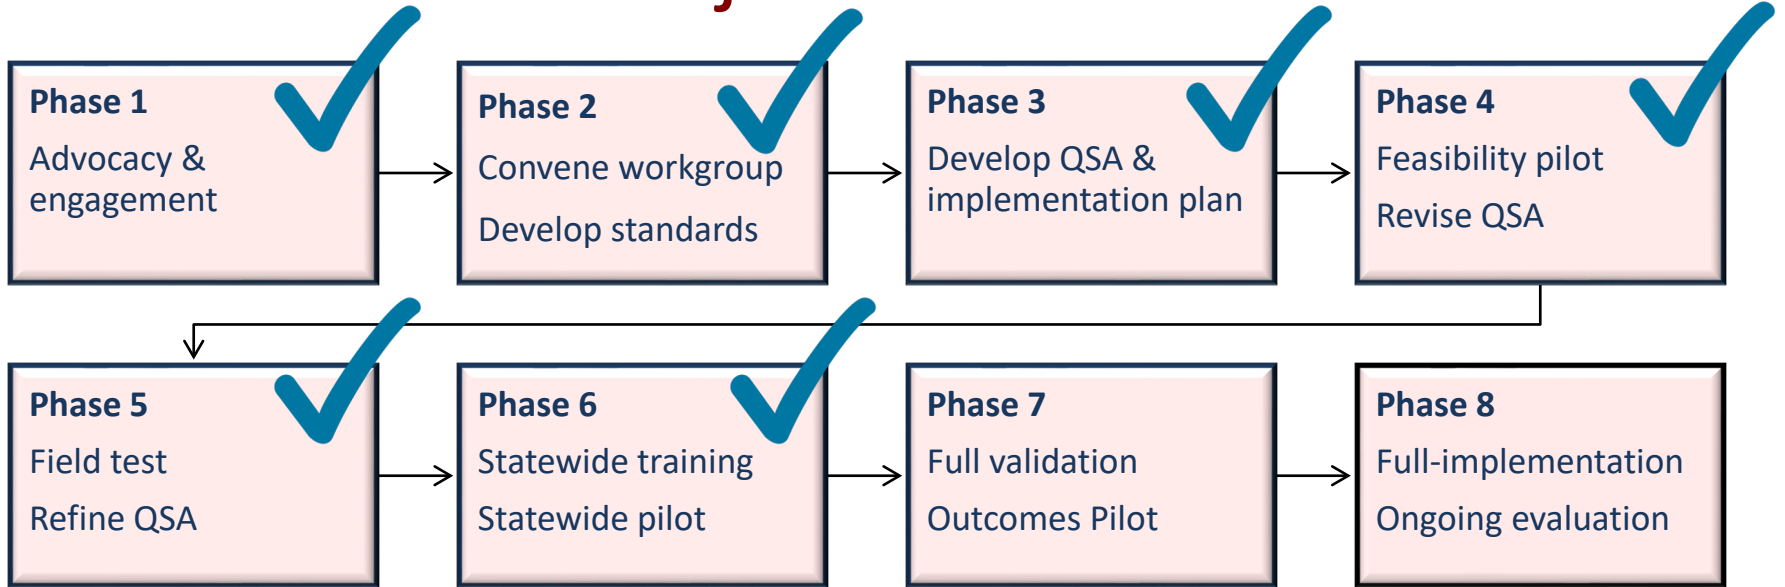 Phase 1
Advocacy &
engagement
Phase 2
Convene workgroup
Develop standards
Phase 3
Develop QSA &
implementation plan
Phase 4
Feasibility pilot
Revise QSA
Phase 5
Field test
Refine QSA
Phase 6
Statewide training
Statewide pilot
Phase 7
Full validation
Outcomes Pilot
Phase 8
Full-implementation
Ongoing evaluation